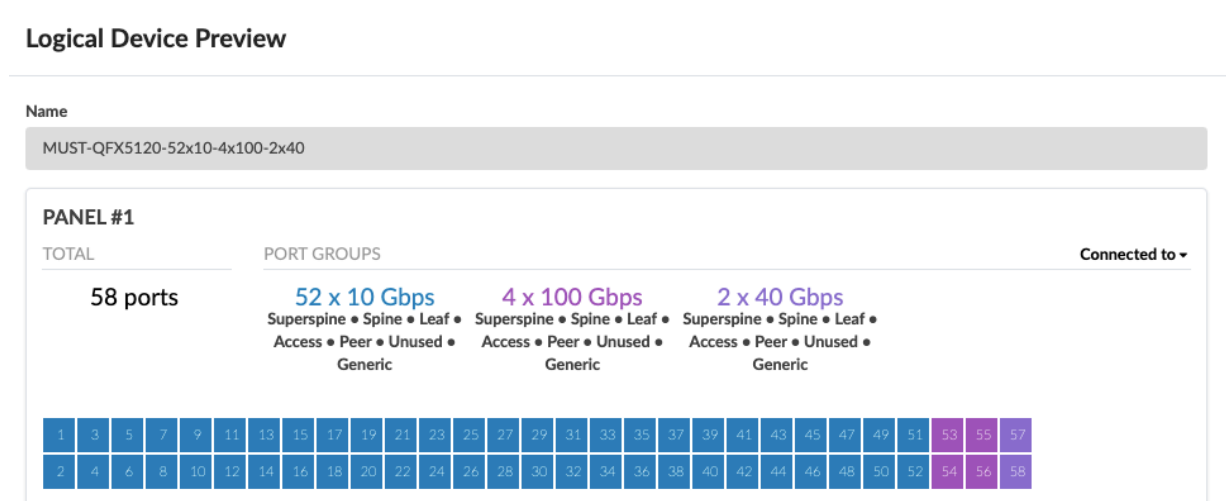 Logical Device Preview
Name
MUST-QFX5120-52x10-4x100-2x40
PANEL #1
TOTAL PORT GROUPS Connected to
58 ports 52 x 10 Gbps 4 x 100 Gbps 2 x 40 Gbps
Superspine • Spine • Leaf • Superspine • Spine • Leaf • Superspine • Spine • Leaf •
Access • Peer • Unused • Access • Peer • Unused • Access • Peer • Unused •
Generic Generic Generic
1 3 5 7 9 11 13 15 17 19 21 23 25 27 29 31 33 35 37 39 41 43 45 47 49 51 53 55 57
2 4 6 8 10 12 14 16 18 20 22 24 26 28 30 32 34 36 38 40 42 44 46 48 50 52 54 56 58